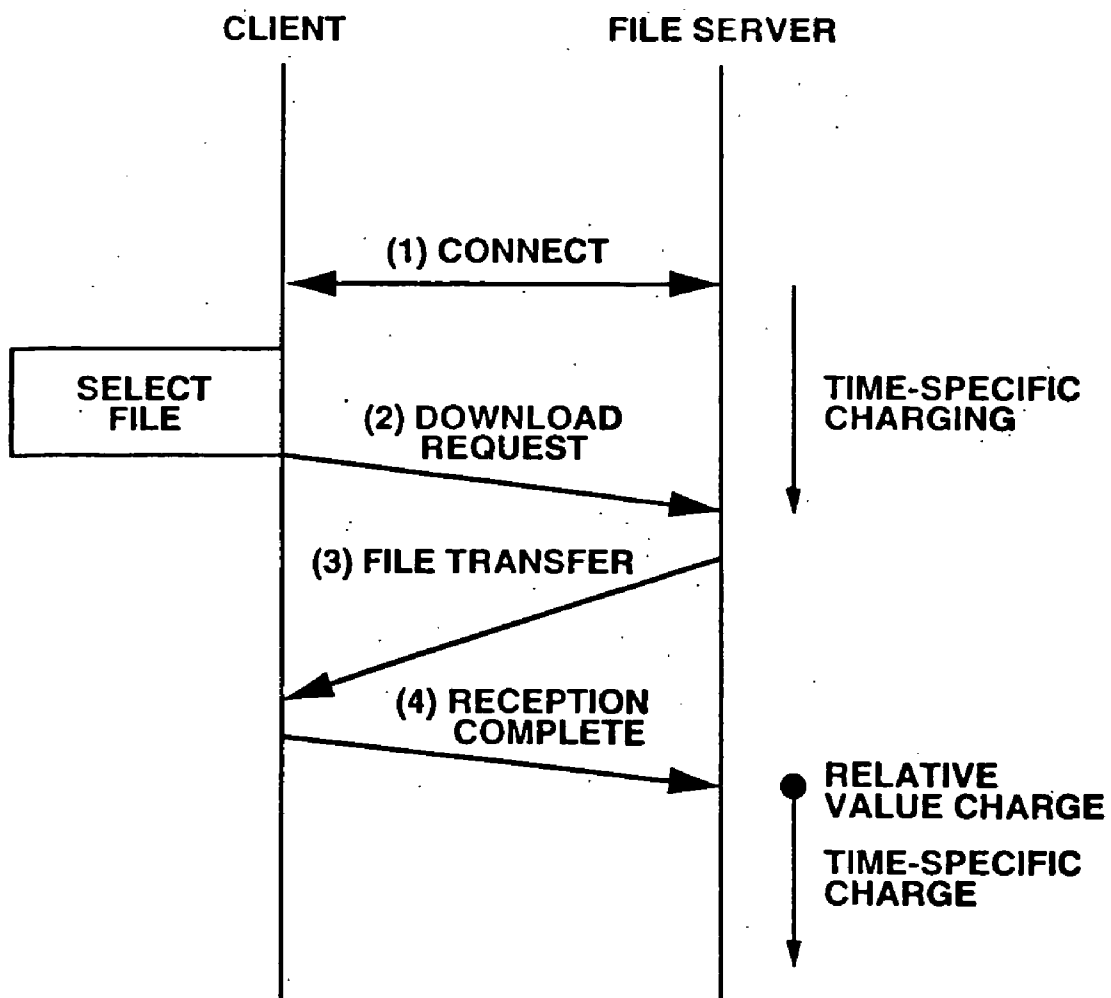 CLIENT
FILE SERVER
(1) CONNECT
SELECT
FILE
TIME-SPECIFIC
CHARGING
(2) DOWNLOAD
REQUEST
(3) FILE TRANSFER
(4) RECEPTION
COMPLETE
RELATIVE
VALUE CHARGE
TIME-SPECIFIC
CHARGE